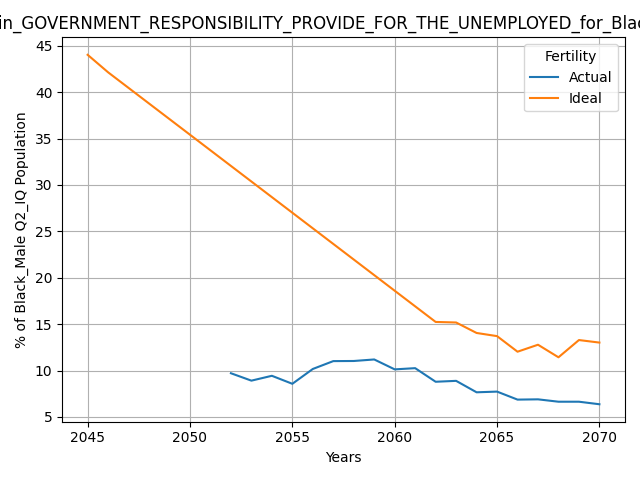 in_GOVERNMENT_RESPONSIBILITY_PROVIDE_FOR_THE_UNEMPLOYED_for_Blac
Fertility
Actual
Ideal
% of Black_Male Q2_IQ Population
45
40
35
30
25
20
15
10
5
2045 2050 2055 2060 2065 2070
Years